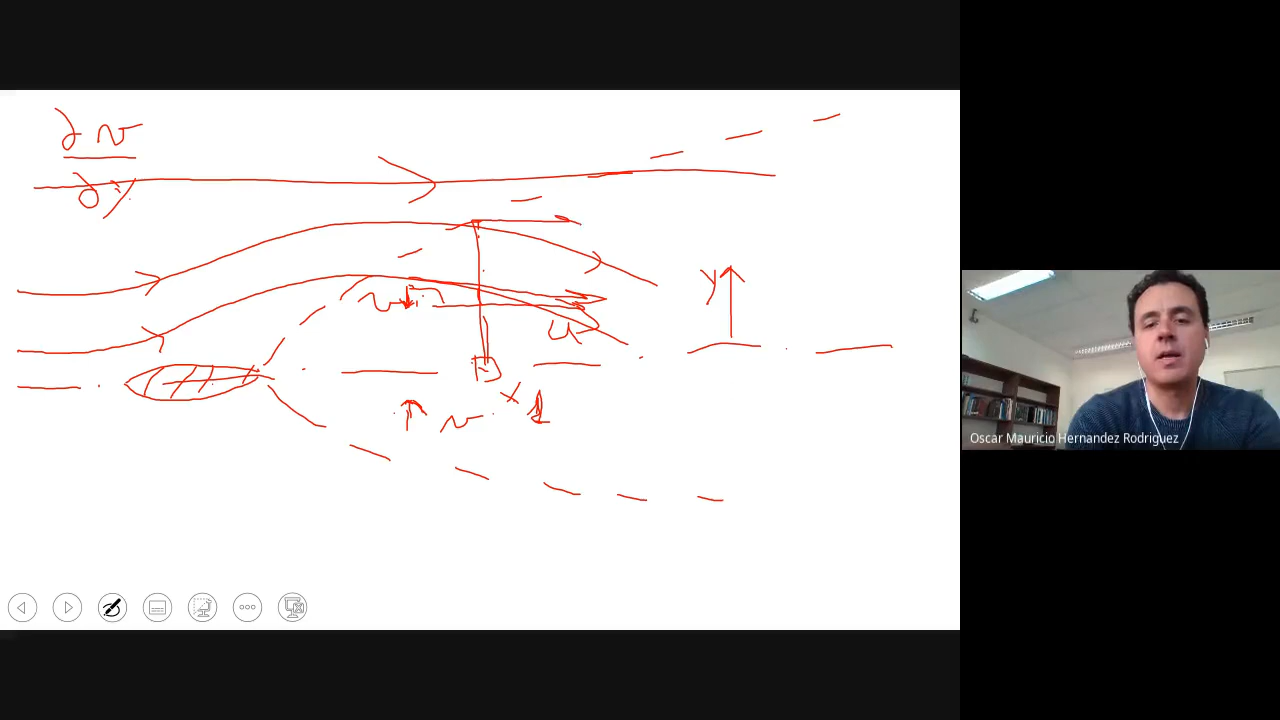 ∂v
∂y
y
v
u
x
v
Oscar Mauricio Hernandez Rodriguez